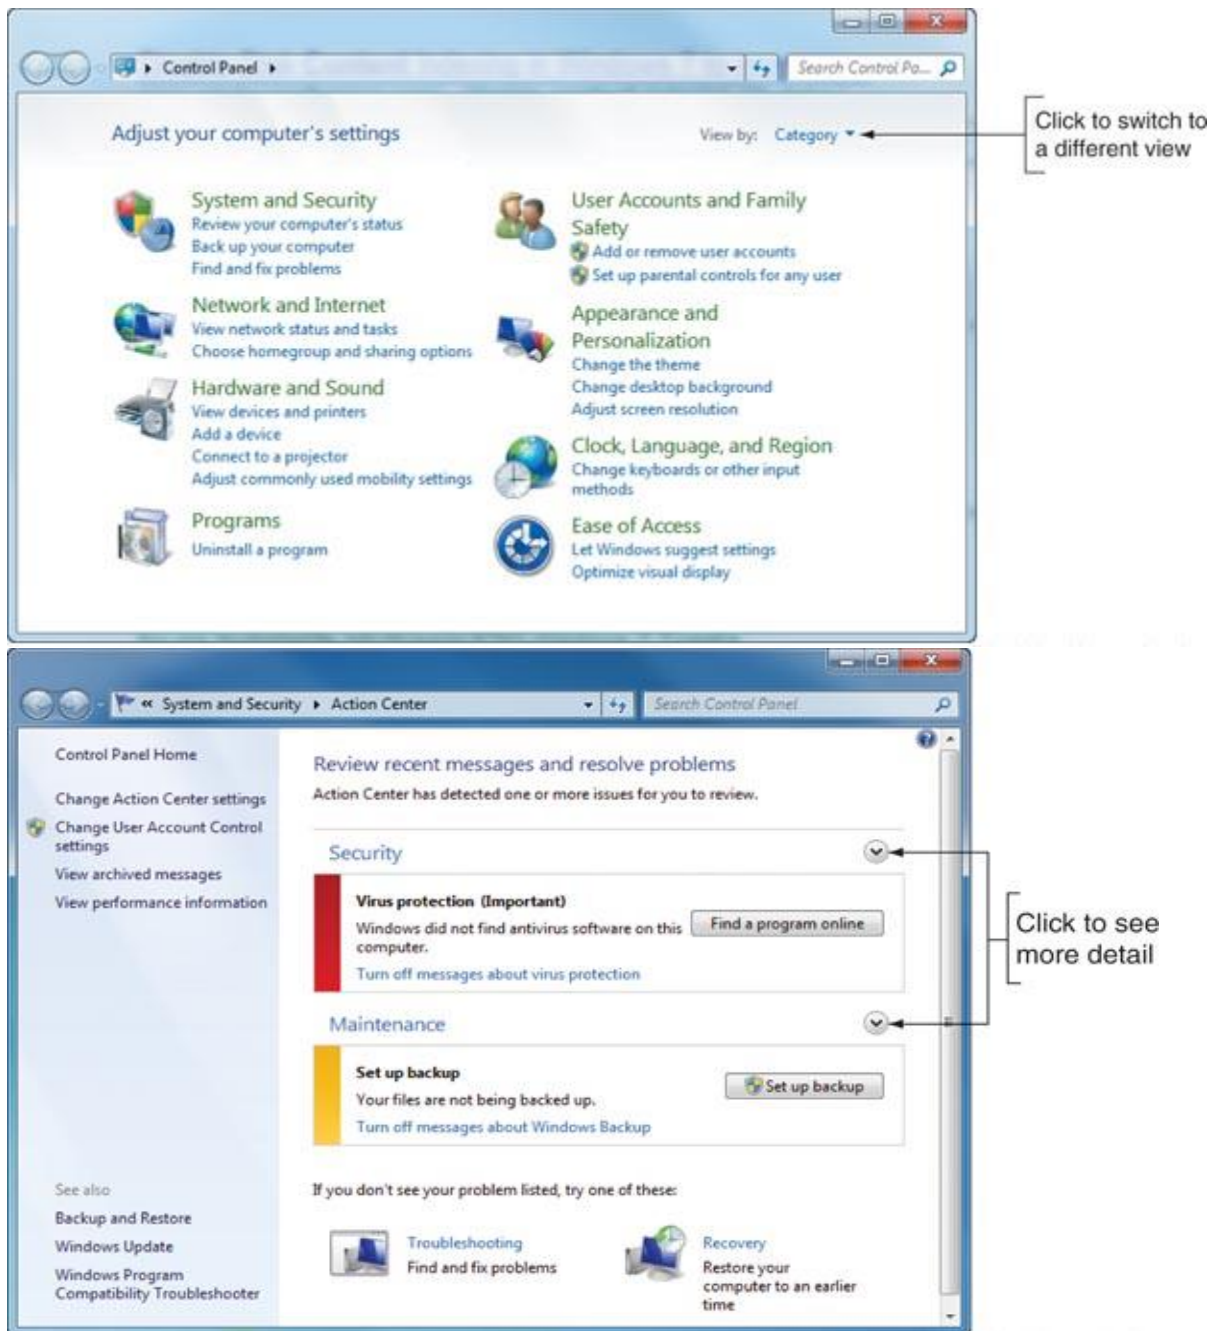 Control Panel
Search Control Pa...
Adjust your computer's settings
View by: Category
Click to switch to
a different view
System and Security
Review your computer's status
Back up your computer
Find and fix problems
Network and Internet
View network status and tasks
Choose homegroup and sharing options
Hardware and Sound
View devices and printers
Add a device
Connect to a projector
Adjust commonly used mobility settings
Programs
Uninstall a program
User Accounts and Family
Safety
Add or remove user accounts
Set up parental controls for any user
Appearance and
Personalization
Change the theme
Change desktop background
Adjust screen resolution
Clock, Language, and Region
Change keyboards or other input
methods
Ease of Access
Let Windows suggest settings
Optimize visual display
« System and Security Action Center
Search Control Panel
Control Panel Home
Change Action Center settings
Change User Account Control
settings
View archived messages
View performance information
See also
Backup and Restore
Windows Update
Windows Program
Compatibility Troubleshooter
Review recent messages and resolve problems
Action Center has detected one or more issues for you to review.
Security
Virus protection (Important)
Windows did not find antivirus software on this
computer.
Find a program online
Turn off messages about virus protection
Maintenance
Set up backup
Your files are not being backed up.
Set up backup
Turn off messages about Windows Backup
If you don't see your problem listed, try one of these:
Troubleshooting
Find and fix problems
Recovery
Restore your
computer to an earlier
time
Click to see
more detail